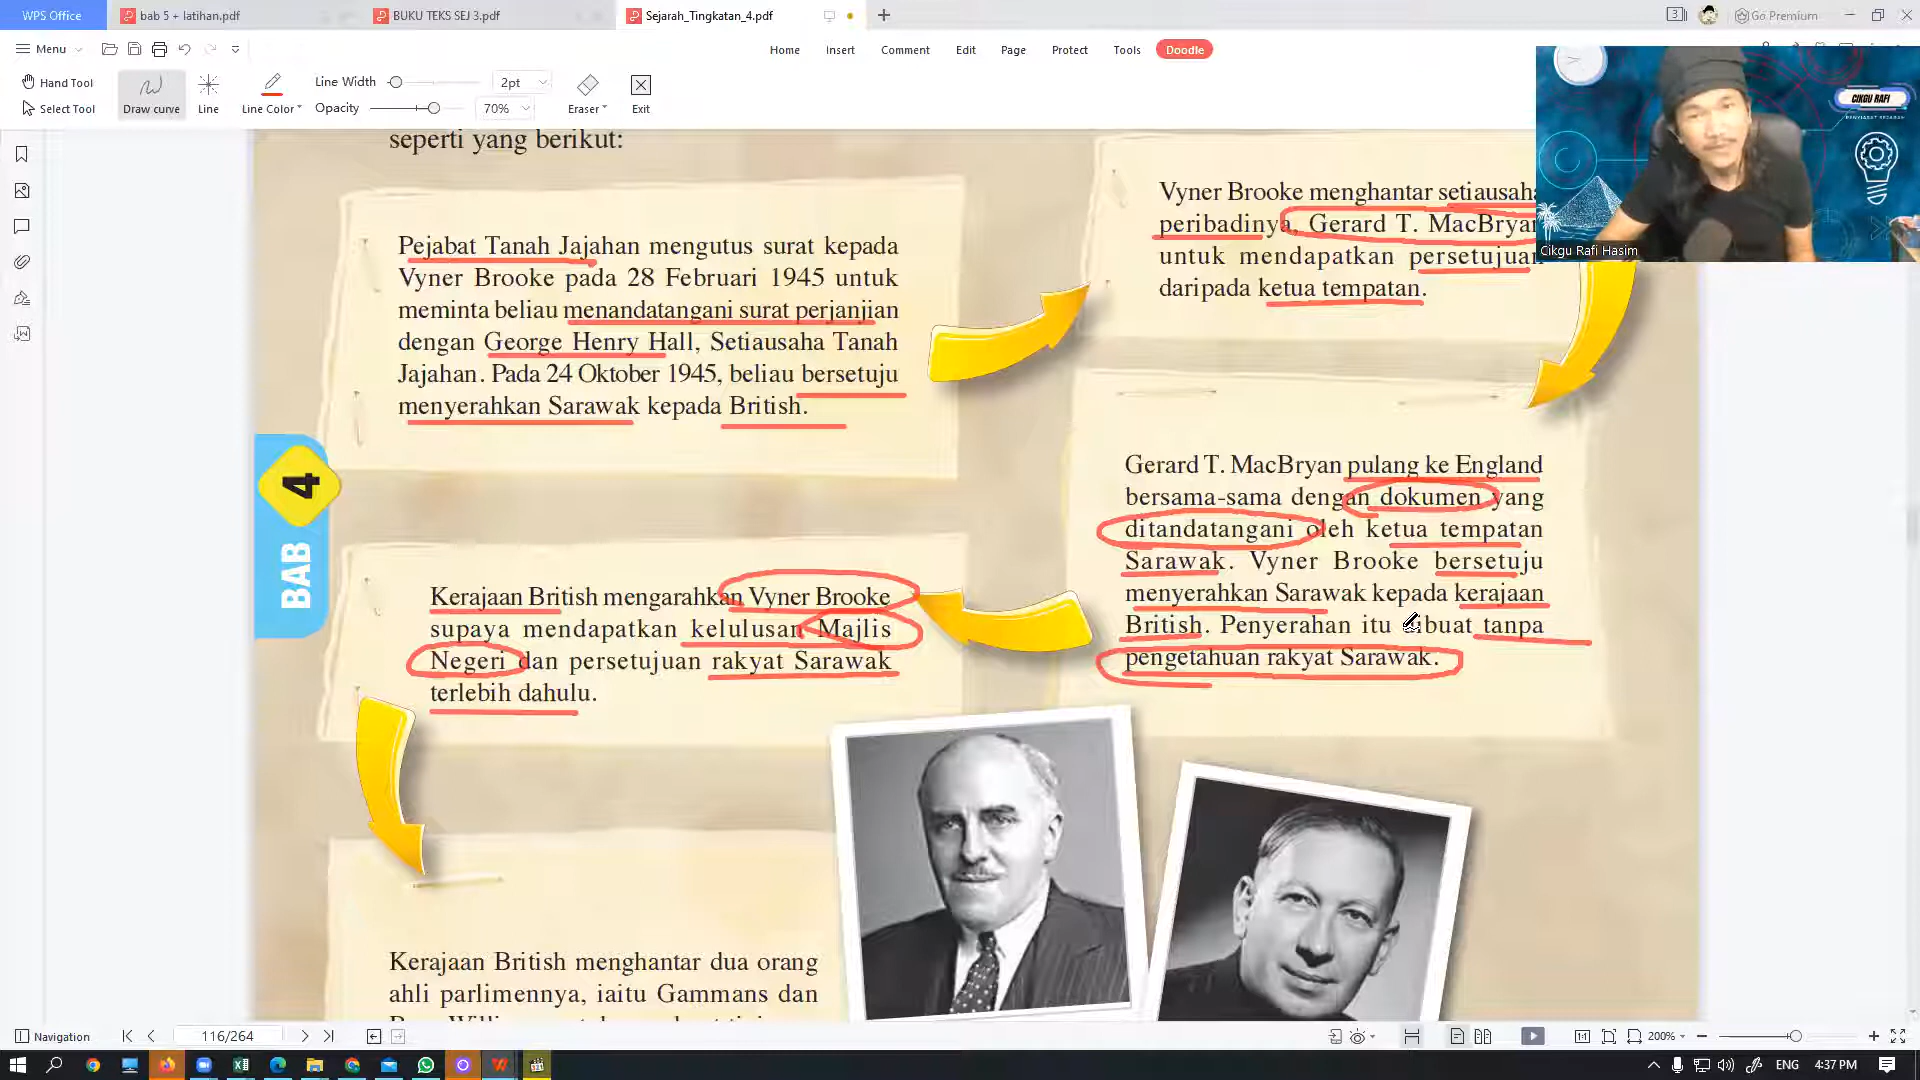 WPS Office
bab 5 + latihan.pdf
BUKU TEKS SEJ 3.pdf
Sejarah_Tingkatan_4.pdf
3
Go Premium
Menu
Home
Insert
Comment
Edit
Page
Protect
Tools
Doodle
Hand Tool
Select Tool
Draw curve
Line
Line Color
Line Width
2pt
Opacity
70%
Eraser
Exit
seperti yang berikut:
Pejabat Tanah Jajahan mengutus surat kepada
Vyner Brooke pada 28 Februari 1945 untuk
meminta beliau menandatangani surat perjanjian
dengan George Henry Hall, Setiausaha Tanah
Jajahan. Pada 24 Oktober 1945, beliau bersetuju
menyerahkan Sarawak kepada British.
Vyner Brooke menghantar setiausaha
peribadinya, Gerard T. MacBryan
untuk mendapatkan persetujuan
daripada ketua tempatan.
CIKGU RAFI
Cikgu Rafi Hasim
Gerard T. MacBryan pulang ke England
bersama-sama dengan dokumen yang
ditandatangani oleh ketua tempatan
Sarawak. Vyner Brooke bersetuju
menyerahkan Sarawak kepada kerajaan
British. Penyerahan itu dibuat tanpa
pengetahuan rakyat Sarawak.
BAB 4
Kerajaan British mengarahkan Vyner Brooke
supaya mendapatkan kelulusan Majlis
Negeri dan persetujuan rakyat Sarawak
terlebih dahulu.
Kerajaan British menghantar dua orang
ahli parlimennya, iaitu Gammans dan
Navigation
116/264
1:1
200%
ENG
4:37 PM